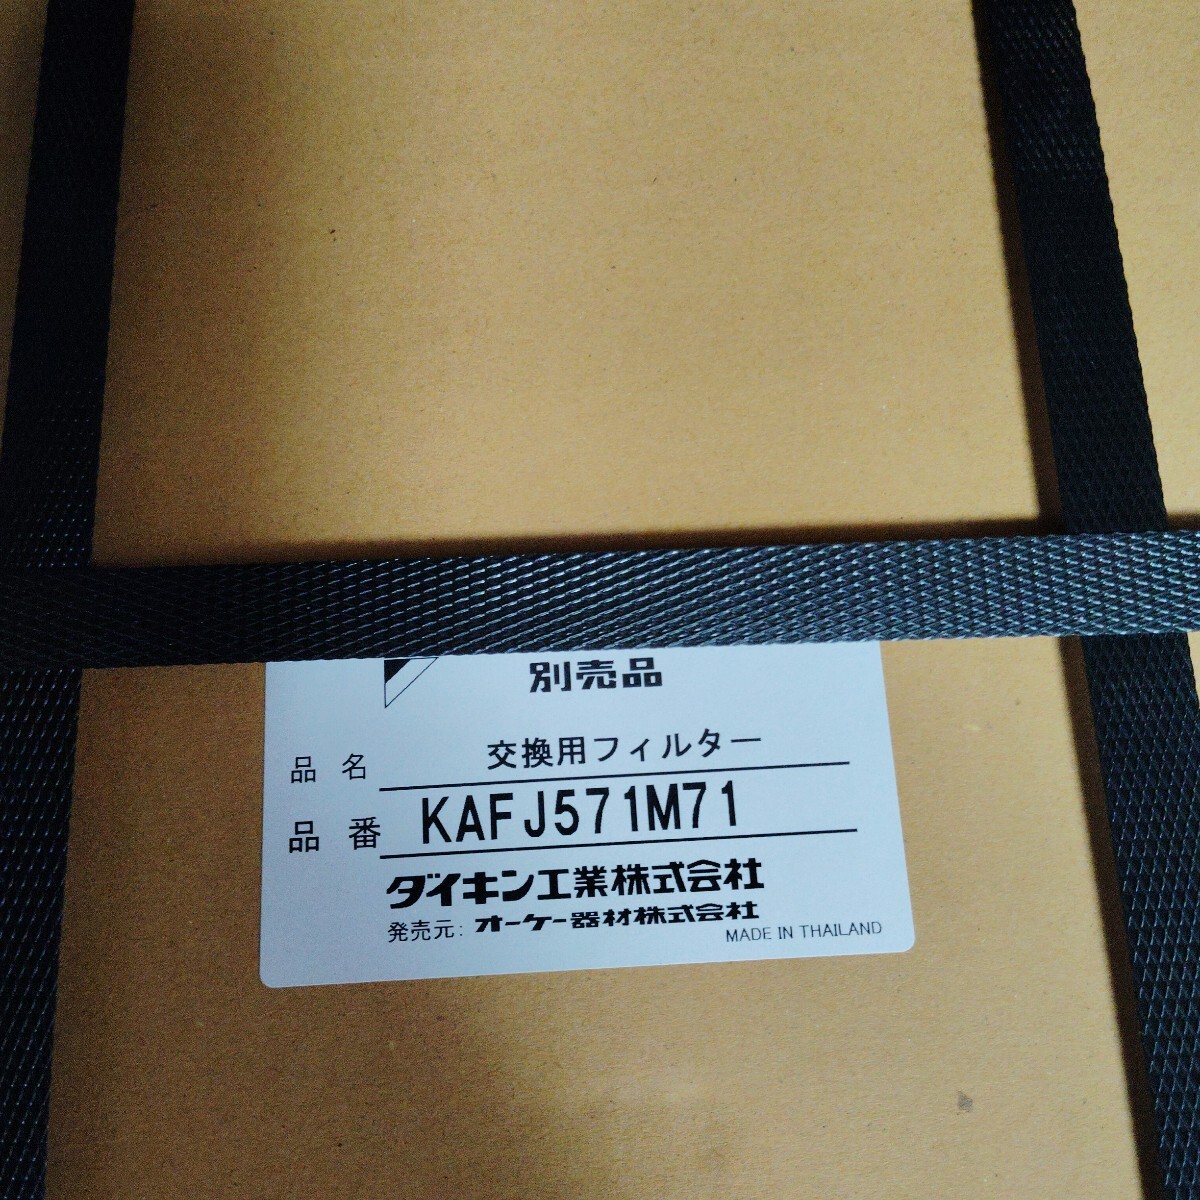 別売品
品名 交換用フィルター
品番 KAFJ571M71
ダイキン工業株式会社
発売元: オーケー器材株式会社
MADE IN THAILAND